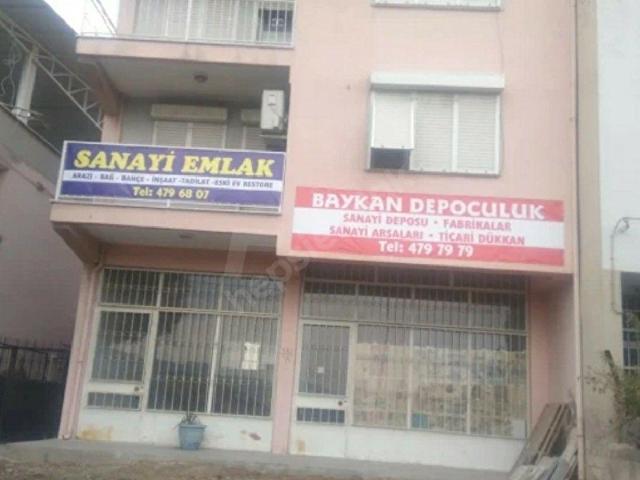 SANAYİ EMLAK
ARAZİ - BAĞ - BAHÇE - İNŞAAT -TADİLAT -ESKİ EV RESTORE
Tel: 479 68 07
BAYKAN DEPOCULUK
SANAYİ DEPOSU • FABRİKALAR
SANAYİ ARSALARI • TİCARİ DÜKKAN
Tel: 479 79 79